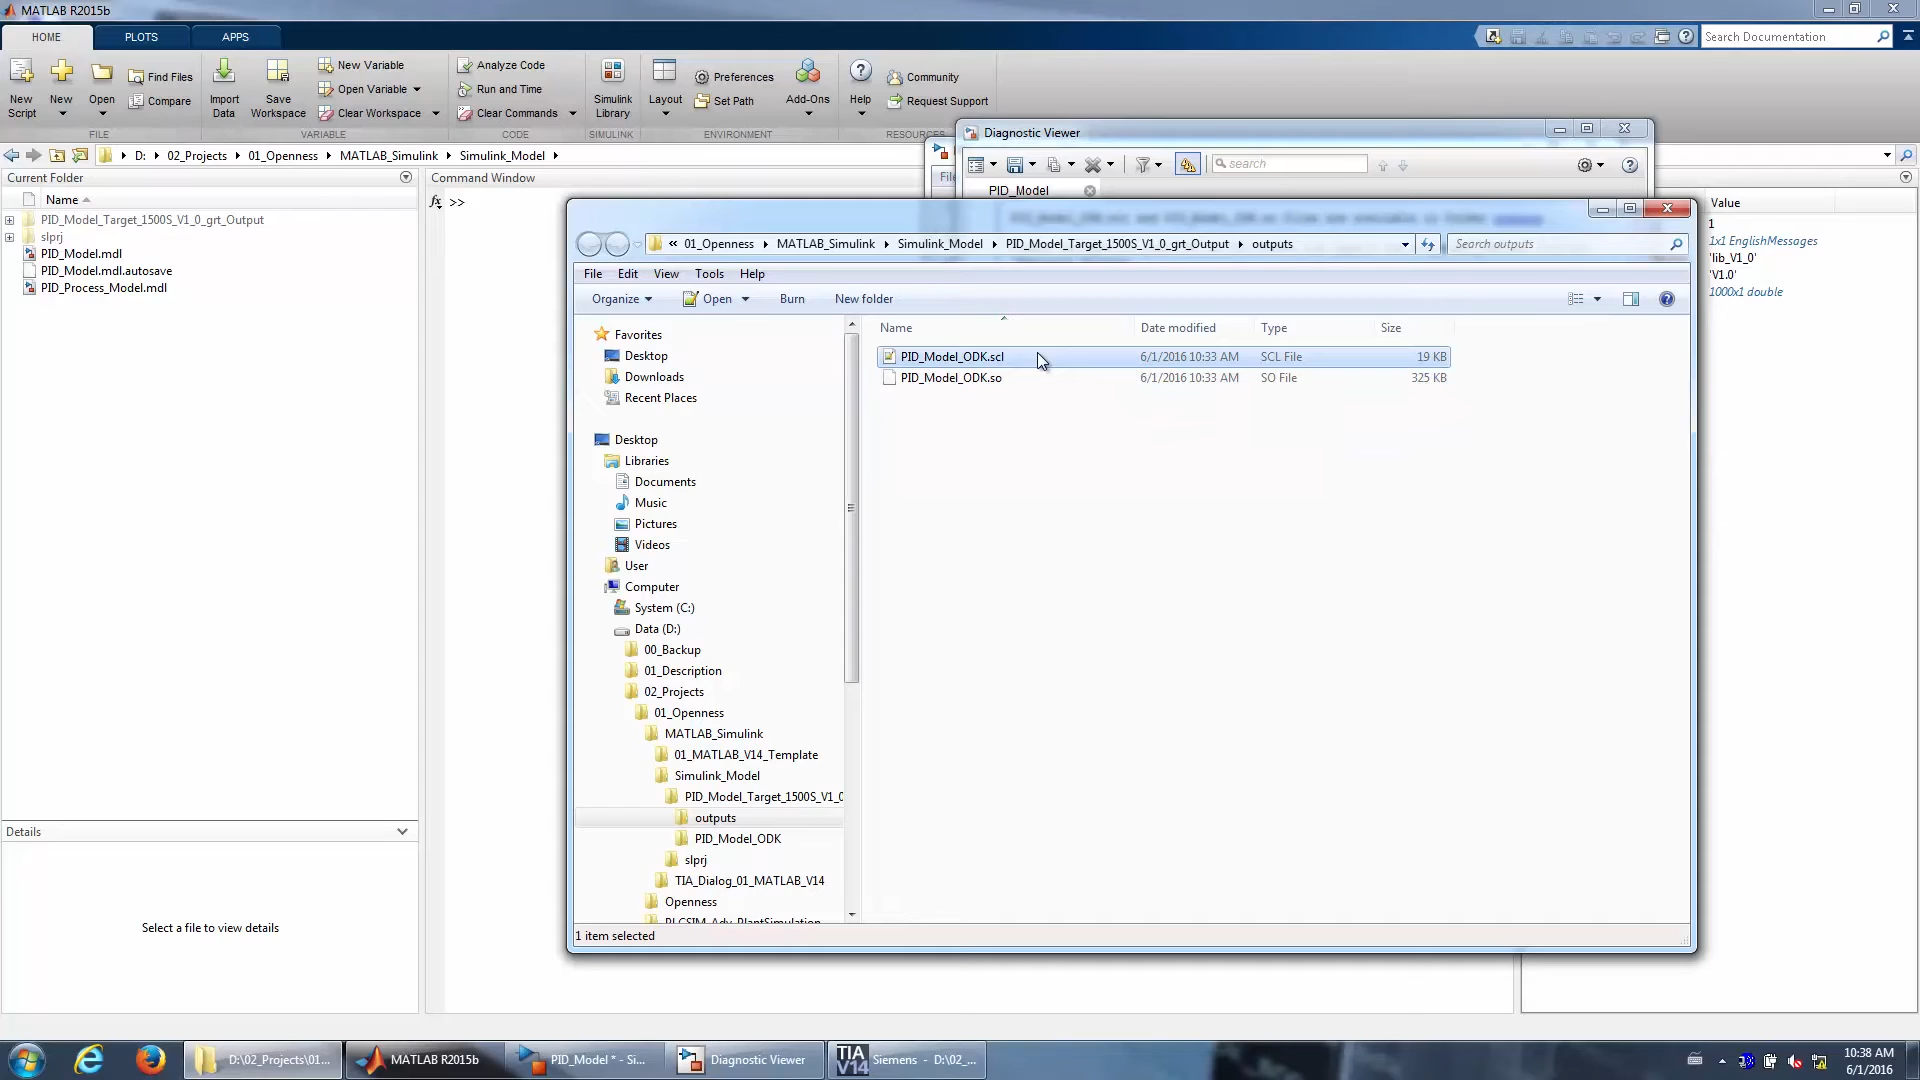 MATLAB R2015b
HOME
PLOTS
APPS
Search Documentation
New Script
New
Open
Find Files
Compare
Import Data
Save Workspace
New Variable
Open Variable
Clear Workspace
Analyze Code
Run and Time
Clear Commands
Simulink Library
Layout
Preferences
Set Path
Add-Ons
Help
Community
Request Support
FILE
VARIABLE
CODE
SIMULINK
ENVIRONMENT
RESOURCES
D: 02_Projects 01_Openness MATLAB_Simulink Simulink_Model
Current Folder
Name
PID_Model_Target_1500S_V1_0_grt_Output
slprj
PID_Model.mdl
PID_Model.mdl.autosave
PID_Process_Model.mdl
Details
Select a file to view details
Command Window
fx >>
Diagnostic Viewer
search
PID_Model
Value
1
1x1 EnglishMessages
'lib_V1_0'
'V1.0'
1000x1 double
« 01_Openness MATLAB_Simulink Simulink_Model PID_Model_Target_1500S_V1_0_grt_Output outputs
Search outputs
File Edit View Tools Help
Organize
Open
Burn
New folder
Favorites
Desktop
Downloads
Recent Places
Desktop
Libraries
Documents
Music
Pictures
Videos
User
Computer
System (C:)
Data (D:)
00_Backup
01_Description
02_Projects
01_Openness
MATLAB_Simulink
01_MATLAB_V14_Template
Simulink_Model
PID_Model_Target_1500S_V1_0
outputs
PID_Model_ODK
slprj
TIA_Dialog_01_MATLAB_V14
Openness
PLCSIM_Adv_PlantSimulation
Name Date modified Type Size
PID_Model_ODK.scl 6/1/2016 10:33 AM SCL File 19 KB
PID_Model_ODK.so 6/1/2016 10:33 AM SO File 325 KB
1 item selected
D:\02_Projects\01...
MATLAB R2015b
PID_Model * - Si...
Diagnostic Viewer
TIA V14
Siemens - D:\02_...
10:38 AM
6/1/2016